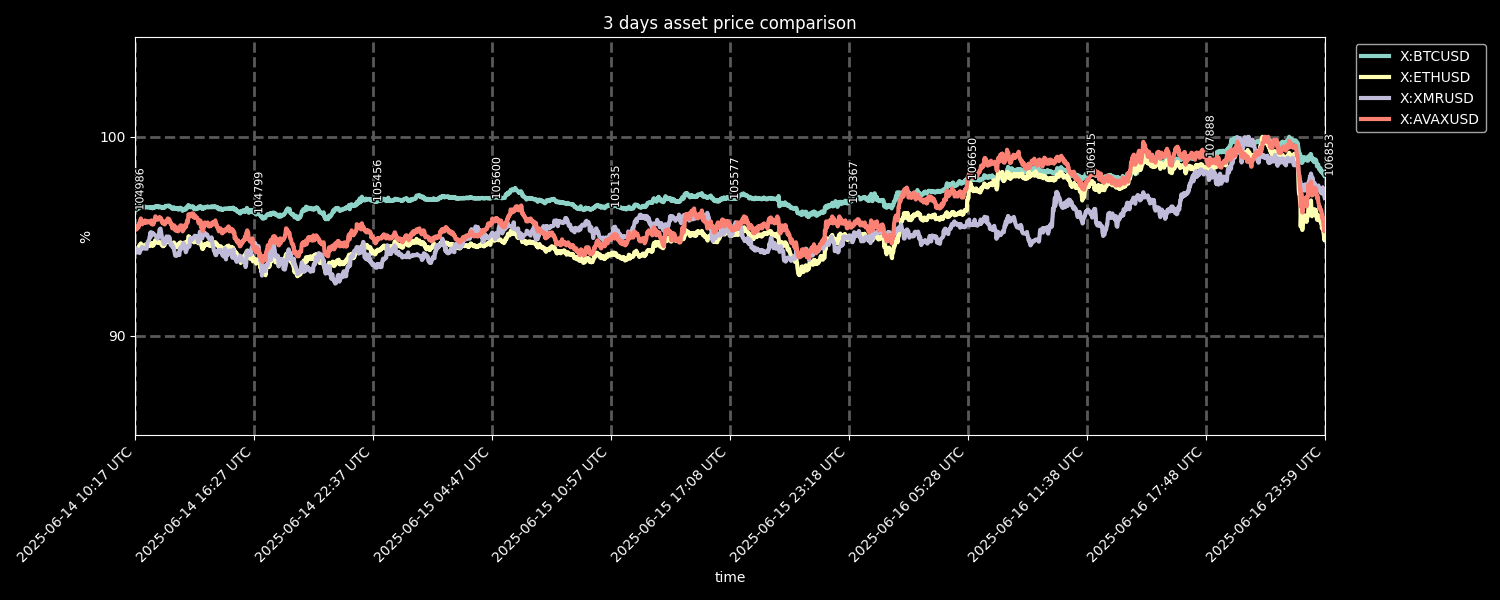 3 days asset price comparison
X:BTCUSD
X:ETHUSD
X:XMRUSD
X:AVAXUSD
100
90
%
104986
104799
105456
105600
105135
105577
105367
106650
106915
107888
106853
2025-06-14 10:17 UTC
2025-06-14 16:27 UTC
2025-06-14 22:37 UTC
2025-06-15 04:47 UTC
2025-06-15 10:57 UTC
2025-06-15 17:08 UTC
2025-06-15 23:18 UTC
2025-06-16 05:28 UTC
2025-06-16 11:38 UTC
2025-06-16 17:48 UTC
2025-06-16 23:59 UTC
time